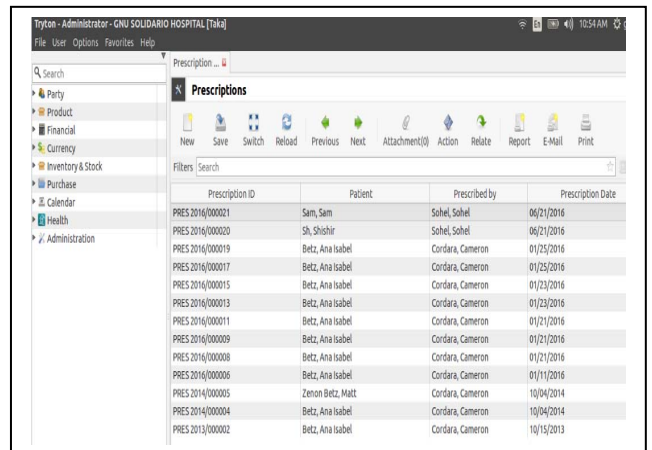 Tryton - Administrator - GNU SOLIDARIO HOSPITAL [Taka]
En
10:54 AM
File User Options Favorites Help
Prescription ...
Search
Party
Product
Financial
Currency
Inventory & Stock
Purchase
Calendar
Health
Administration
Prescriptions
New Save Switch Reload Previous Next Attachment(0) Action Relate Report E-Mail Print
Filters Search
Prescription ID Patient Prescribed by Prescription Date
PRES 2016/000021 Sam, Sam Sohel, Sohel 06/21/2016
PRES 2016/000020 Sh, Shishir Sohel, Sohel 06/21/2016
PRES 2016/000019 Betz, Ana Isabel Cordara, Cameron 01/25/2016
PRES 2016/000017 Betz, Ana Isabel Cordara, Cameron 01/25/2016
PRES 2016/000015 Betz, Ana Isabel Cordara, Cameron 01/23/2016
PRES 2016/000013 Betz, Ana Isabel Cordara, Cameron 01/23/2016
PRES 2016/000011 Betz, Ana Isabel Cordara, Cameron 01/21/2016
PRES 2016/000009 Betz, Ana Isabel Cordara, Cameron 01/21/2016
PRES 2016/000008 Betz, Ana Isabel Cordara, Cameron 01/21/2016
PRES 2016/000006 Betz, Ana Isabel Cordara, Cameron 01/11/2016
PRES 2014/000005 Zenon Betz, Matt Cordara, Cameron 10/04/2014
PRES 2014/000004 Betz, Ana Isabel Cordara, Cameron 10/04/2014
PRES 2013/000002 Betz, Ana Isabel Cordara, Cameron 10/15/2013